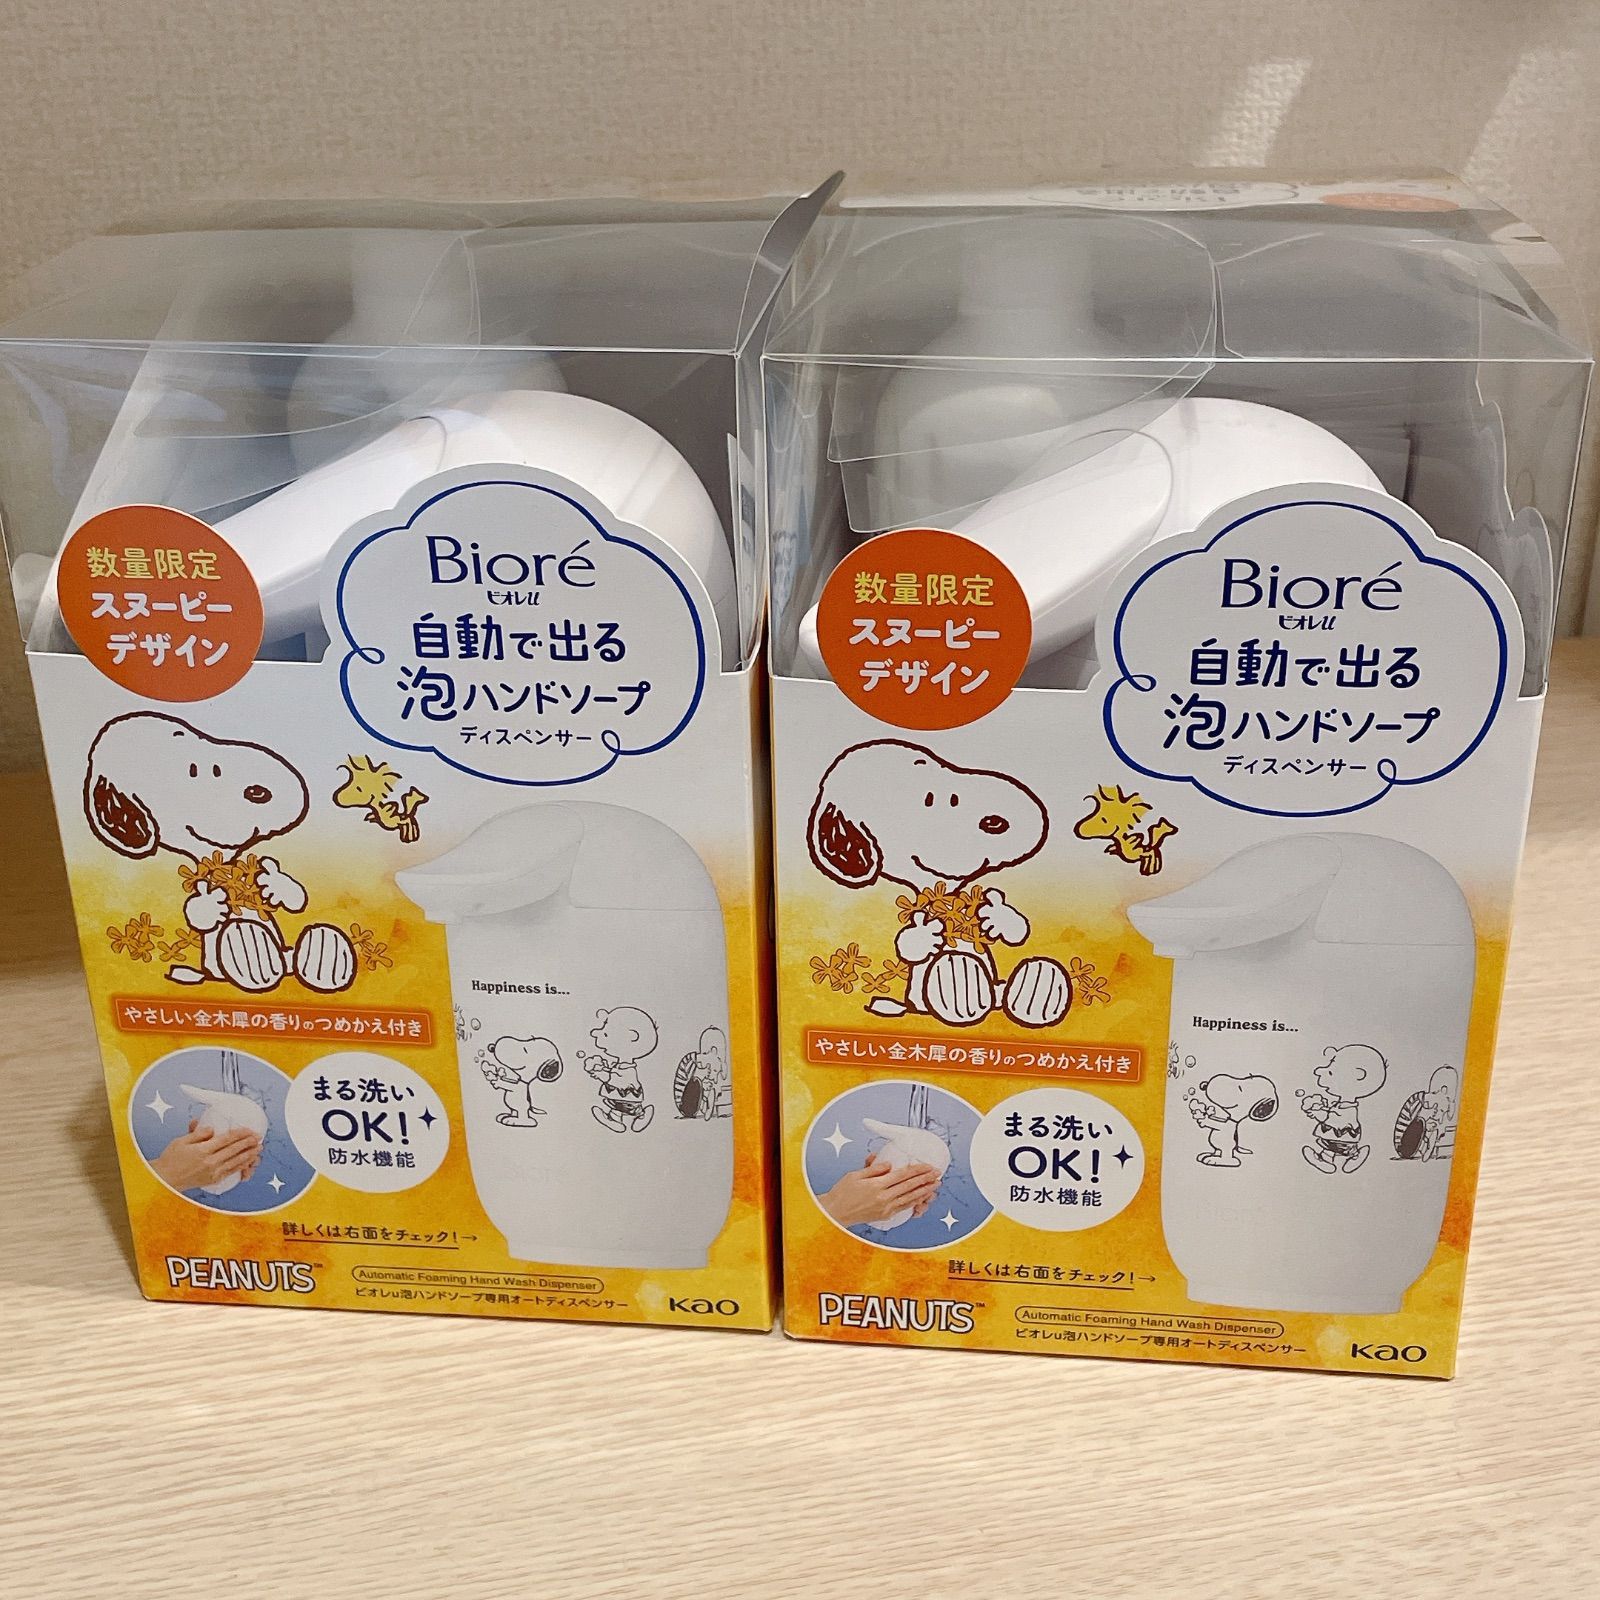 数量限定
スヌーピー
デザイン
Bioré
ビオレu
自動で出る
泡ハンドソープ
ディスペンサー
やさしい金木犀の香りのつめかえ付き
Happiness is...
まる洗い
OK!
防水機能
詳しくは右面をチェック!→
PEANUTS™
Automatic Foaming Hand Wash Dispenser
ビオレu泡ハンドソープ専用オートディスペンサー
Kao
数量限定
スヌーピー
デザイン
Bioré
ビオレu
自動で出る
泡ハンドソープ
ディスペンサー
やさしい金木犀の香りのつめかえ付き
Happiness is...
まる洗い
OK!
防水機能
詳しくは右面をチェック!→
PEANUTS™
Automatic Foaming Hand Wash Dispenser
ビオレu泡ハンドソープ専用オートディスペンサー
Kao